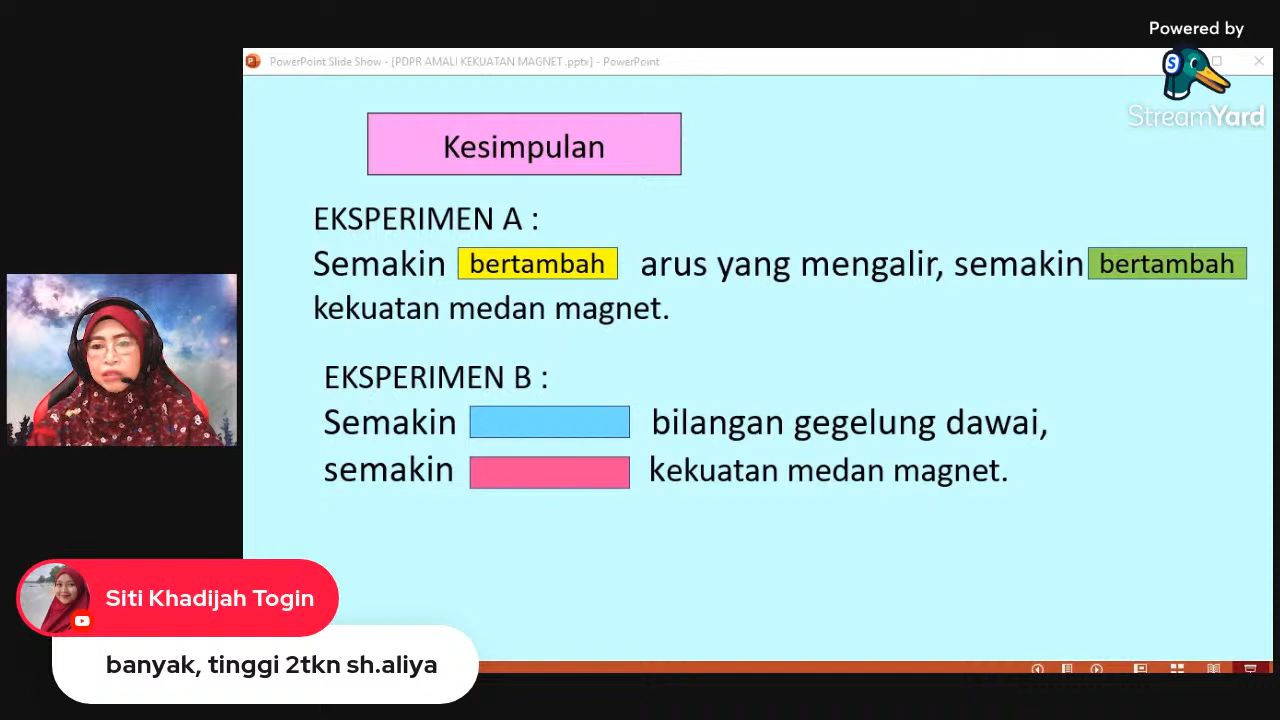 Powered by
PowerPoint Slide Show - [PDPR AMALI KEKUATAN MAGNET .pptx] - PowerPoint
StreamYard
Kesimpulan
EKSPERIMEN A :
Semakin bertambah arus yang mengalir, semakin bertambah
kekuatan medan magnet.
EKSPERIMEN B :
Semakin bilangan gegelung dawai,
semakin kekuatan medan magnet.
Siti Khadijah Togin
banyak, tinggi 2tkn sh.aliya